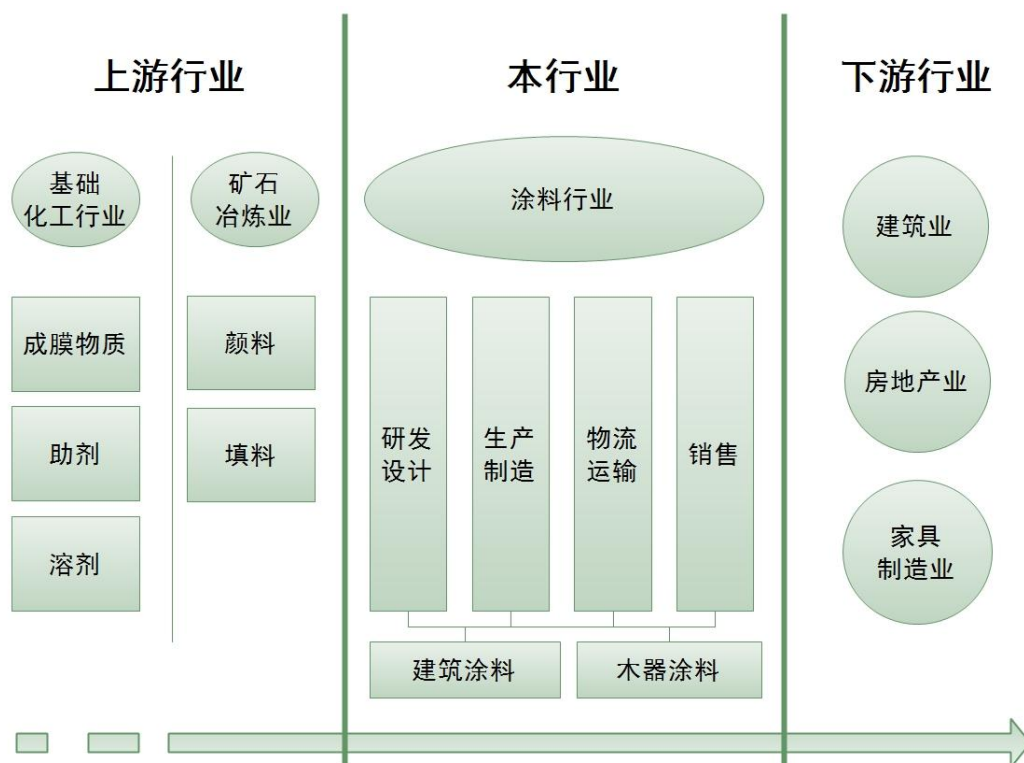 上游行业
本行业
下游行业
基础
化工行业
矿石
冶炼业
涂料行业
建筑业
成膜物质
颜料
房地产业
助剂
填料
研发
设计
生产
制造
物流
运输
销售
溶剂
家具
制造业
建筑涂料
木器涂料